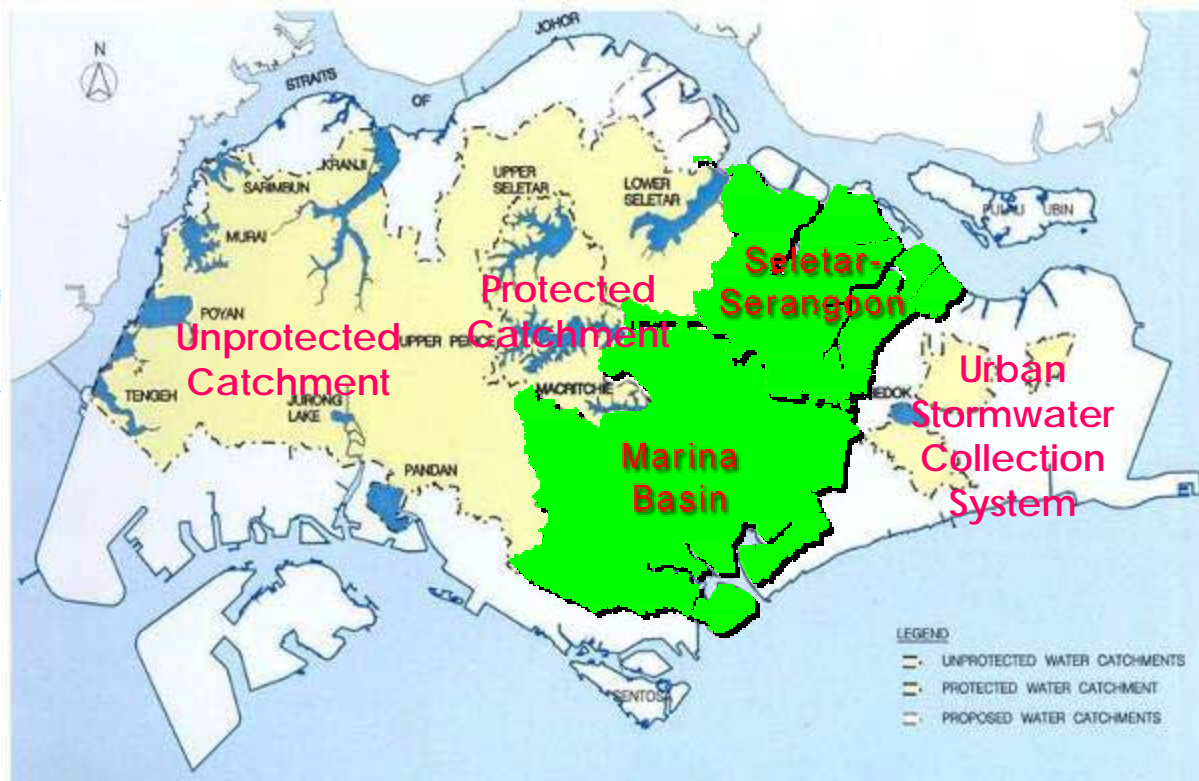 N
JOHOR
STRAITS
OF
KRANJI
SARIMBUN
UPPER
SELETAR
LOWER
SELETAR
PULAU UBIN
MURAI
Seletar-
Serangoon
Protected
Catchment
POYAN
Unprotected
Catchment
UPPER PEIRCE
TENGEH
JURONG
LAKE
MACRITCHIE
BEDOK
Urban
Stormwater
Collection
System
PANDAN
Marina
Basin
SENTOSA
LEGEND
UNPROTECTED WATER CATCHMENTS
PROTECTED WATER CATCHMENT
PROPOSED WATER CATCHMENTS